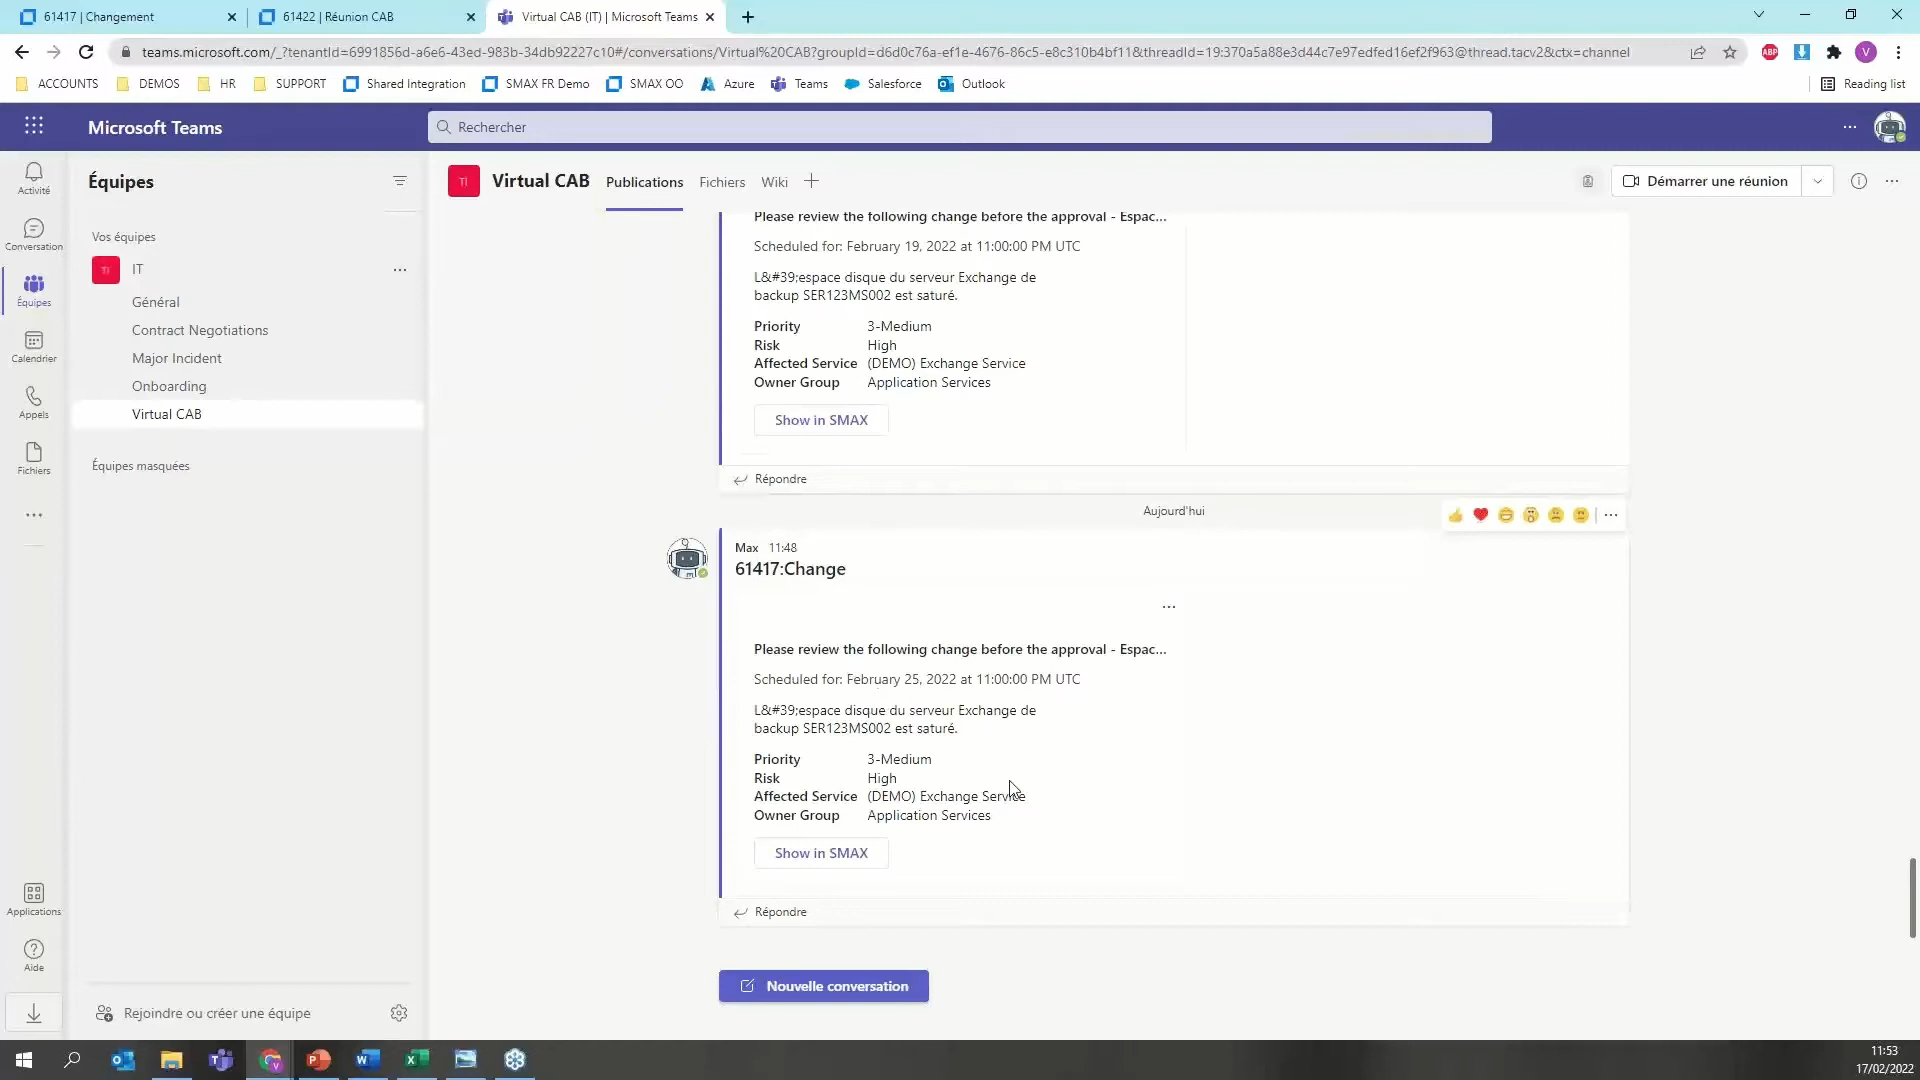 61417 | Changement
61422 | Réunion CAB
Virtual CAB (IT) | Microsoft Teams
teams.microsoft.com/_?tenantId=6991856d-a6e6-43ed-983b-34db92227c10#/conversations/Virtual%20CAB?groupId=d6d0c76a-ef1e-4676-86c5-e8c310b4bf11&threadId=19:370a5a88e3d44c7e97edfed16ef2f963@thread.tacv2&ctx=channel
ABP
V
ACCOUNTS
DEMOS
HR
SUPPORT
Shared Integration
SMAX FR Demo
SMAX OO
Azure
Teams
Salesforce
Outlook
Reading list
Microsoft Teams
Rechercher
Activité
Conversation
Équipes
Calendrier
Appels
Fichiers
Applications
Aide
Équipes
Vos équipes
TI
IT
Général
Contract Negotiations
Major Incident
Onboarding
Virtual CAB
Équipes masquées
Rejoindre ou créer une équipe
TI
Virtual CAB
Publications
Fichiers
Wiki
Démarrer une réunion
Please review the following change before the approval - Espac...
Scheduled for: February 19, 2022 at 11:00:00 PM UTC
L&#39;espace disque du serveur Exchange de
backup SER123MS002 est saturé.
Priority 3-Medium
Risk High
Affected Service (DEMO) Exchange Service
Owner Group Application Services
Show in SMAX
Répondre
Aujourd'hui
Max 11:48
61417:Change
Please review the following change before the approval - Espac...
Scheduled for: February 25, 2022 at 11:00:00 PM UTC
L&#39;espace disque du serveur Exchange de
backup SER123MS002 est saturé.
Priority 3-Medium
Risk High
Affected Service (DEMO) Exchange Service
Owner Group Application Services
Show in SMAX
Répondre
Nouvelle conversation
11:53
17/02/2022